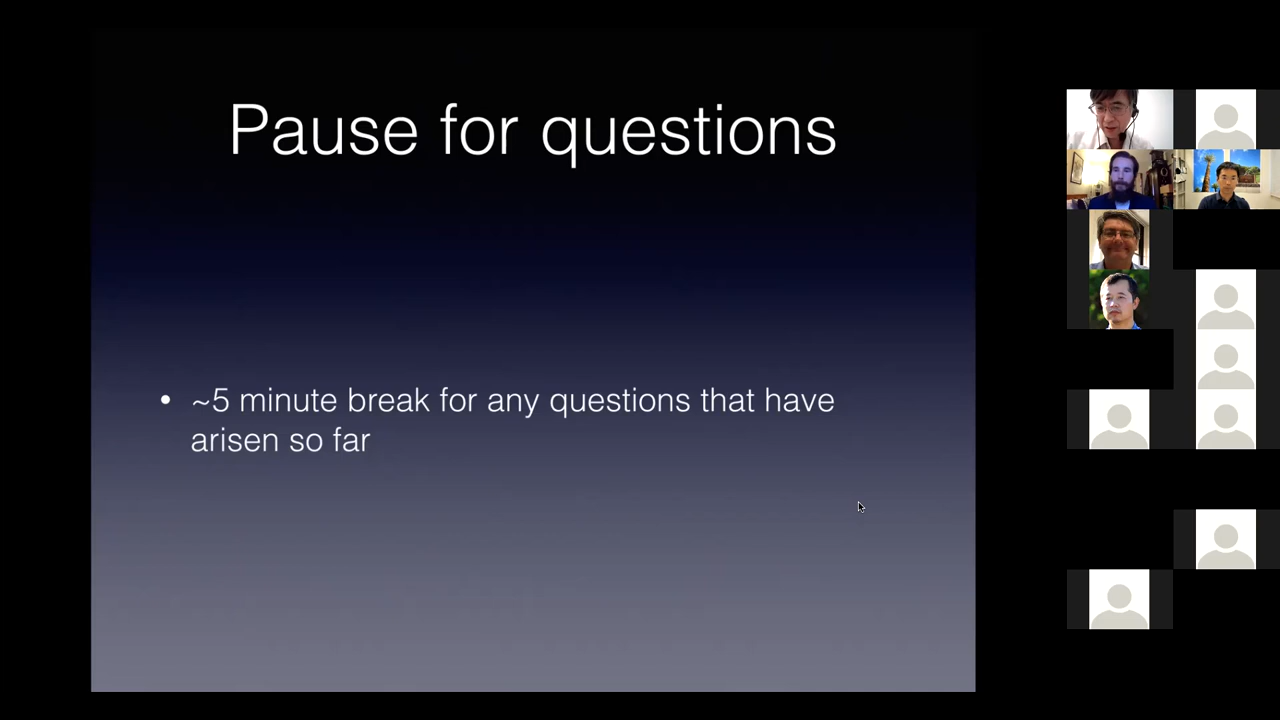 Pause for questions
• ~5 minute break for any questions that have
arisen so far